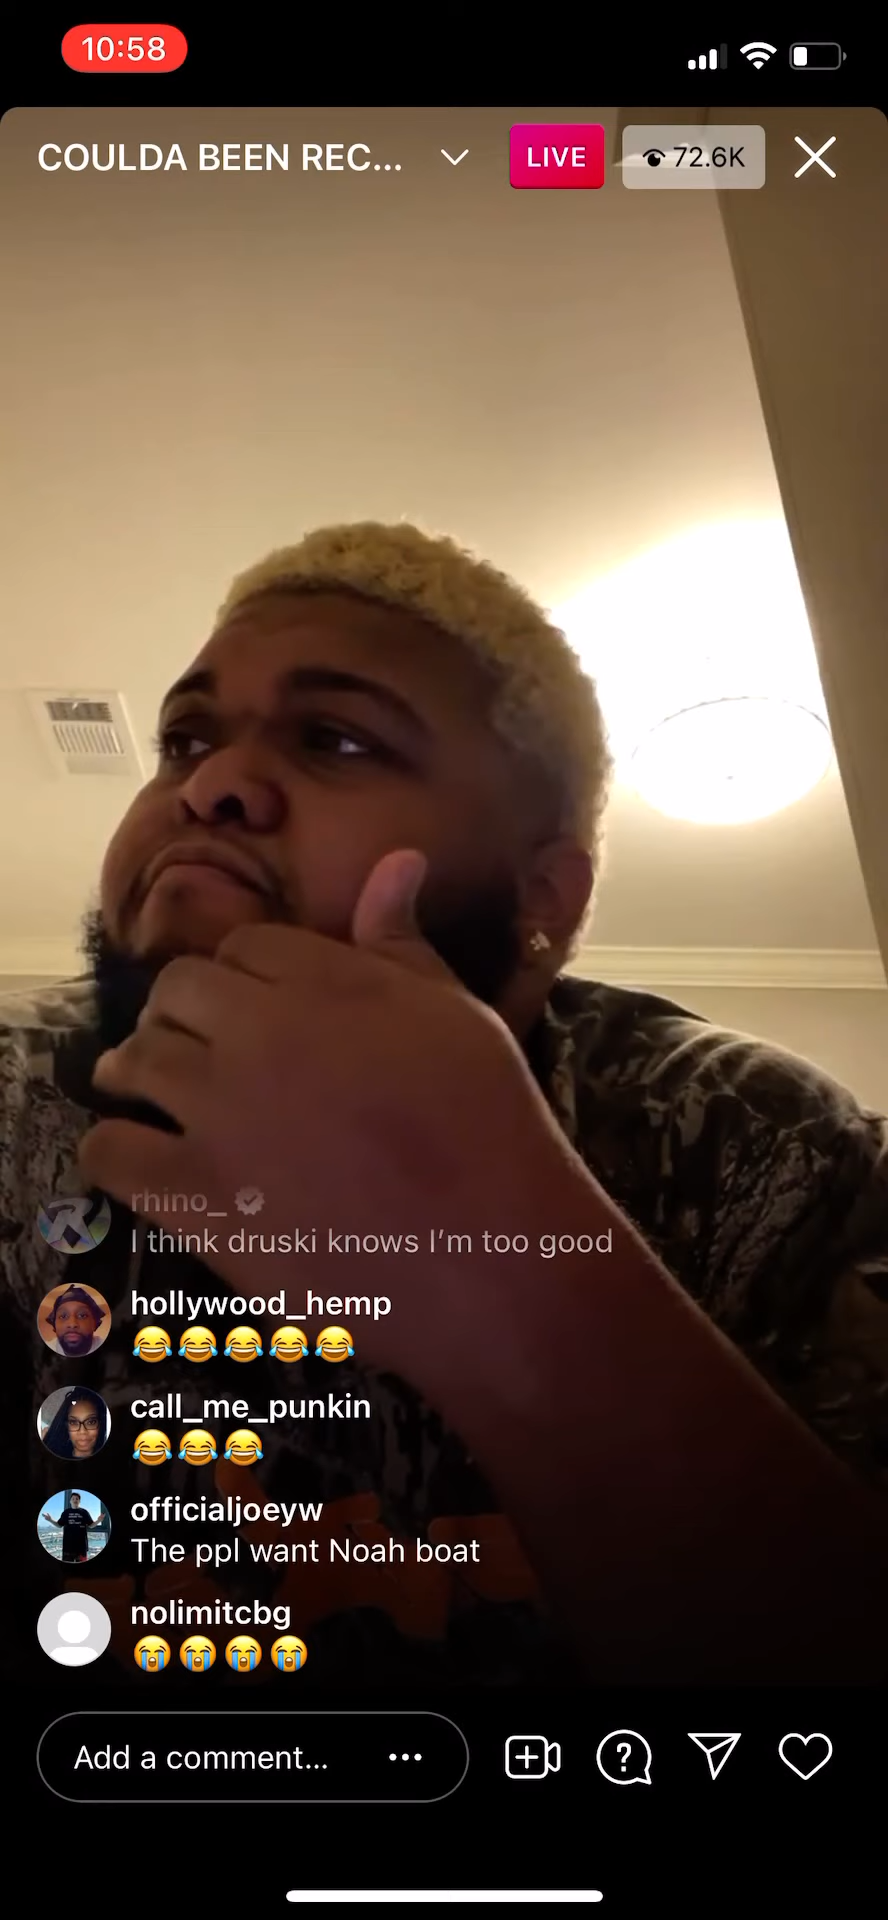 10:58
COULDA BEEN REC...
LIVE
72.6K
rhino_
I think druski knows I'm too good
hollywood_hemp
😂😂😂😂😂
call_me_punkin
😂😂😂
officialjoeyw
The ppl want Noah boat
nolimitcbg
😭😭😭😭
Add a comment...